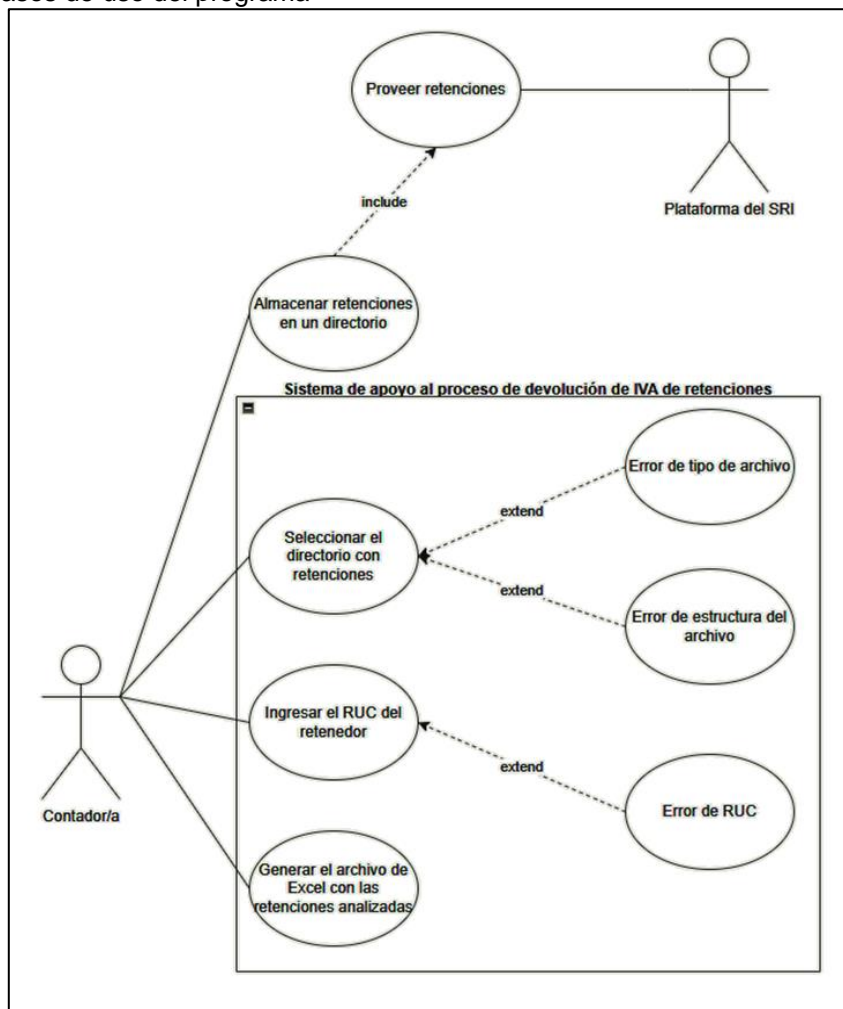 Proveer retenciones
Plataforma del SRI
include
Almacenar retenciones
en un directorio
Sistema de apoyo al proceso de devolución de IVA de retenciones
Error de tipo de archivo
extend
Seleccionar el
directorio con
retenciones
extend
Error de estructura del
archivo
Ingresar el RUC del
retenedor
extend
Error de RUC
Contador/a
Generar el archivo de
Excel con las
retenciones analizadas